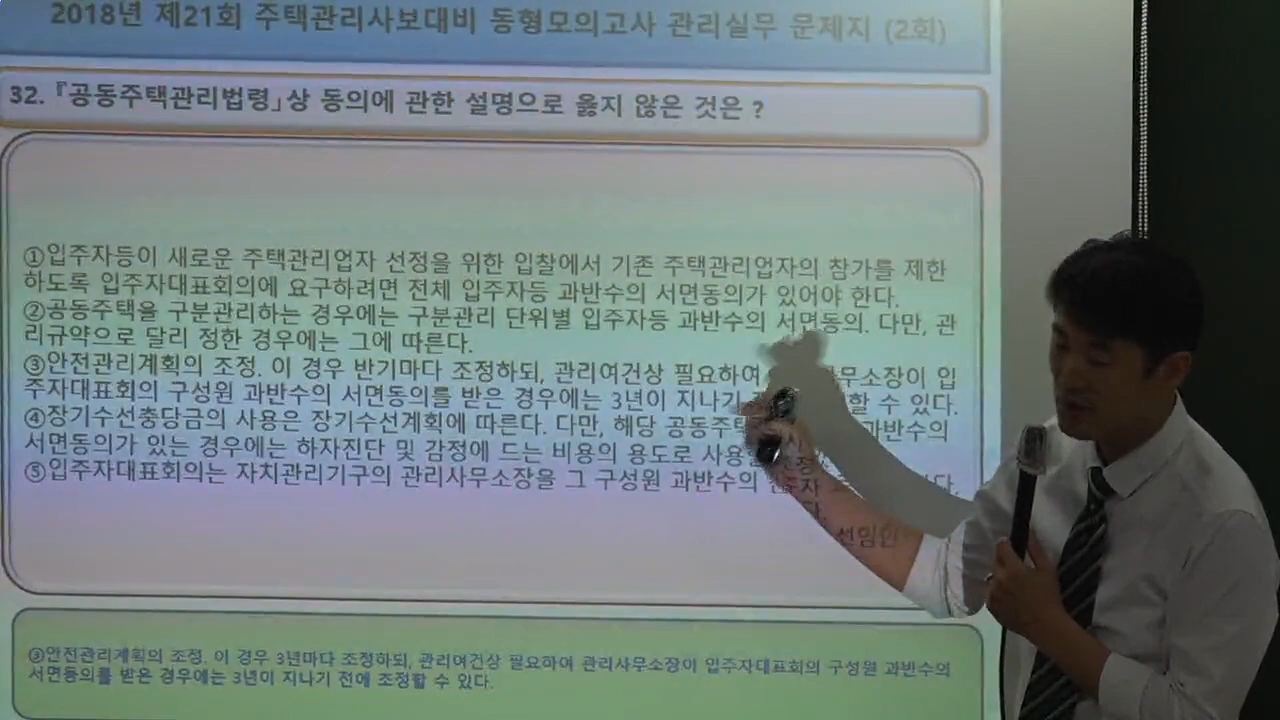 2018년 제21회 주택관리사보대비 동형모의고사 관리실무 문제지 (2회)
32. 『공동주택관리법령」상 동의에 관한 설명으로 옳지 않은 것은 ?
①입주자등이 새로운 주택관리업자 선정을 위한 입찰에서 기존 주택관리업자의 참가를 제한
하도록 입주자대표회의에 요구하려면 전체 입주자등 과반수의 서면동의가 있어야 한다.
②공동주택을 구분관리하는 경우에는 구분관리 단위별 입주자등 과반수의 서면동의. 다만, 관
리규약으로 달리 정한 경우에는 그에 따른다.
③안전관리계획의 조정. 이 경우 반기마다 조정하되, 관리여건상 필요하여 무소장이 입
주자대표회의 구성원 과반수의 서면동의를 받은 경우에는 3년이 지나기 할 수 있다.
④장기수선충당금의 사용은 장기수선계획에 따른다. 다만, 해당 공동주택 과반수의
서면동의가 있는 경우에는 하자진단 및 감정에 드는 비용의 용도로 사용
⑤입주자대표회의는 자치관리기구의 관리사무소장을 그 구성원 과반수의
선임한
③안전관리계획의 조정. 이 경우 3년마다 조정하되, 관리여건상 필요하여 관리사무소장이 입주자대표회의 구성원 과반수의
서면동의를 받은 경우에는 3년이 지나기 전에 조정할 수 있다.